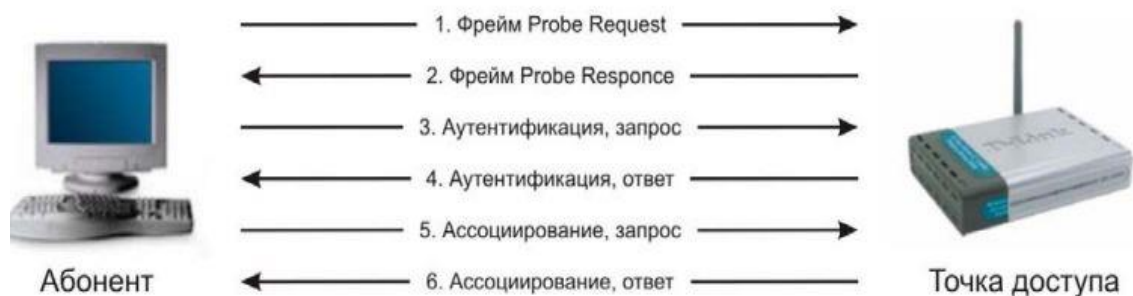 1. Фрейм Probe Request
2. Фрейм Probe Responce
3. Аутентификация, запрос
4. Аутентификация, ответ
5. Ассоциирование, запрос
6. Ассоциирование, ответ
Абонент
Точка доступа